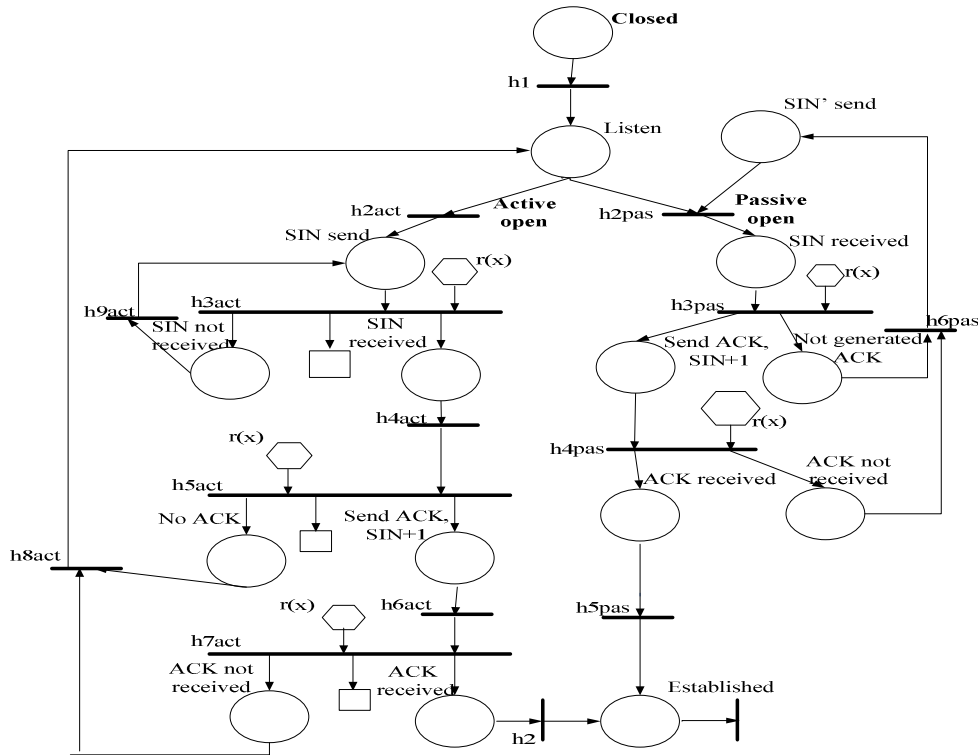 Closed
h1
SIN' send
Listen
h2act
Active
open
h2pas
Passive
open
SIN send
r(x)
SIN received
r(x)
h9act
h3act
SIN not
received
SIN
received
h3pas
h6pas
Send ACK,
SIN+1
Not generated
ACK
h4act
r(x)
r(x)
h4pas
h5act
ACK received
ACK not
received
No ACK
Send ACK,
SIN+1
h8act
r(x)
h6act
h5pas
h7act
ACK not
received
ACK
received
Established
h2